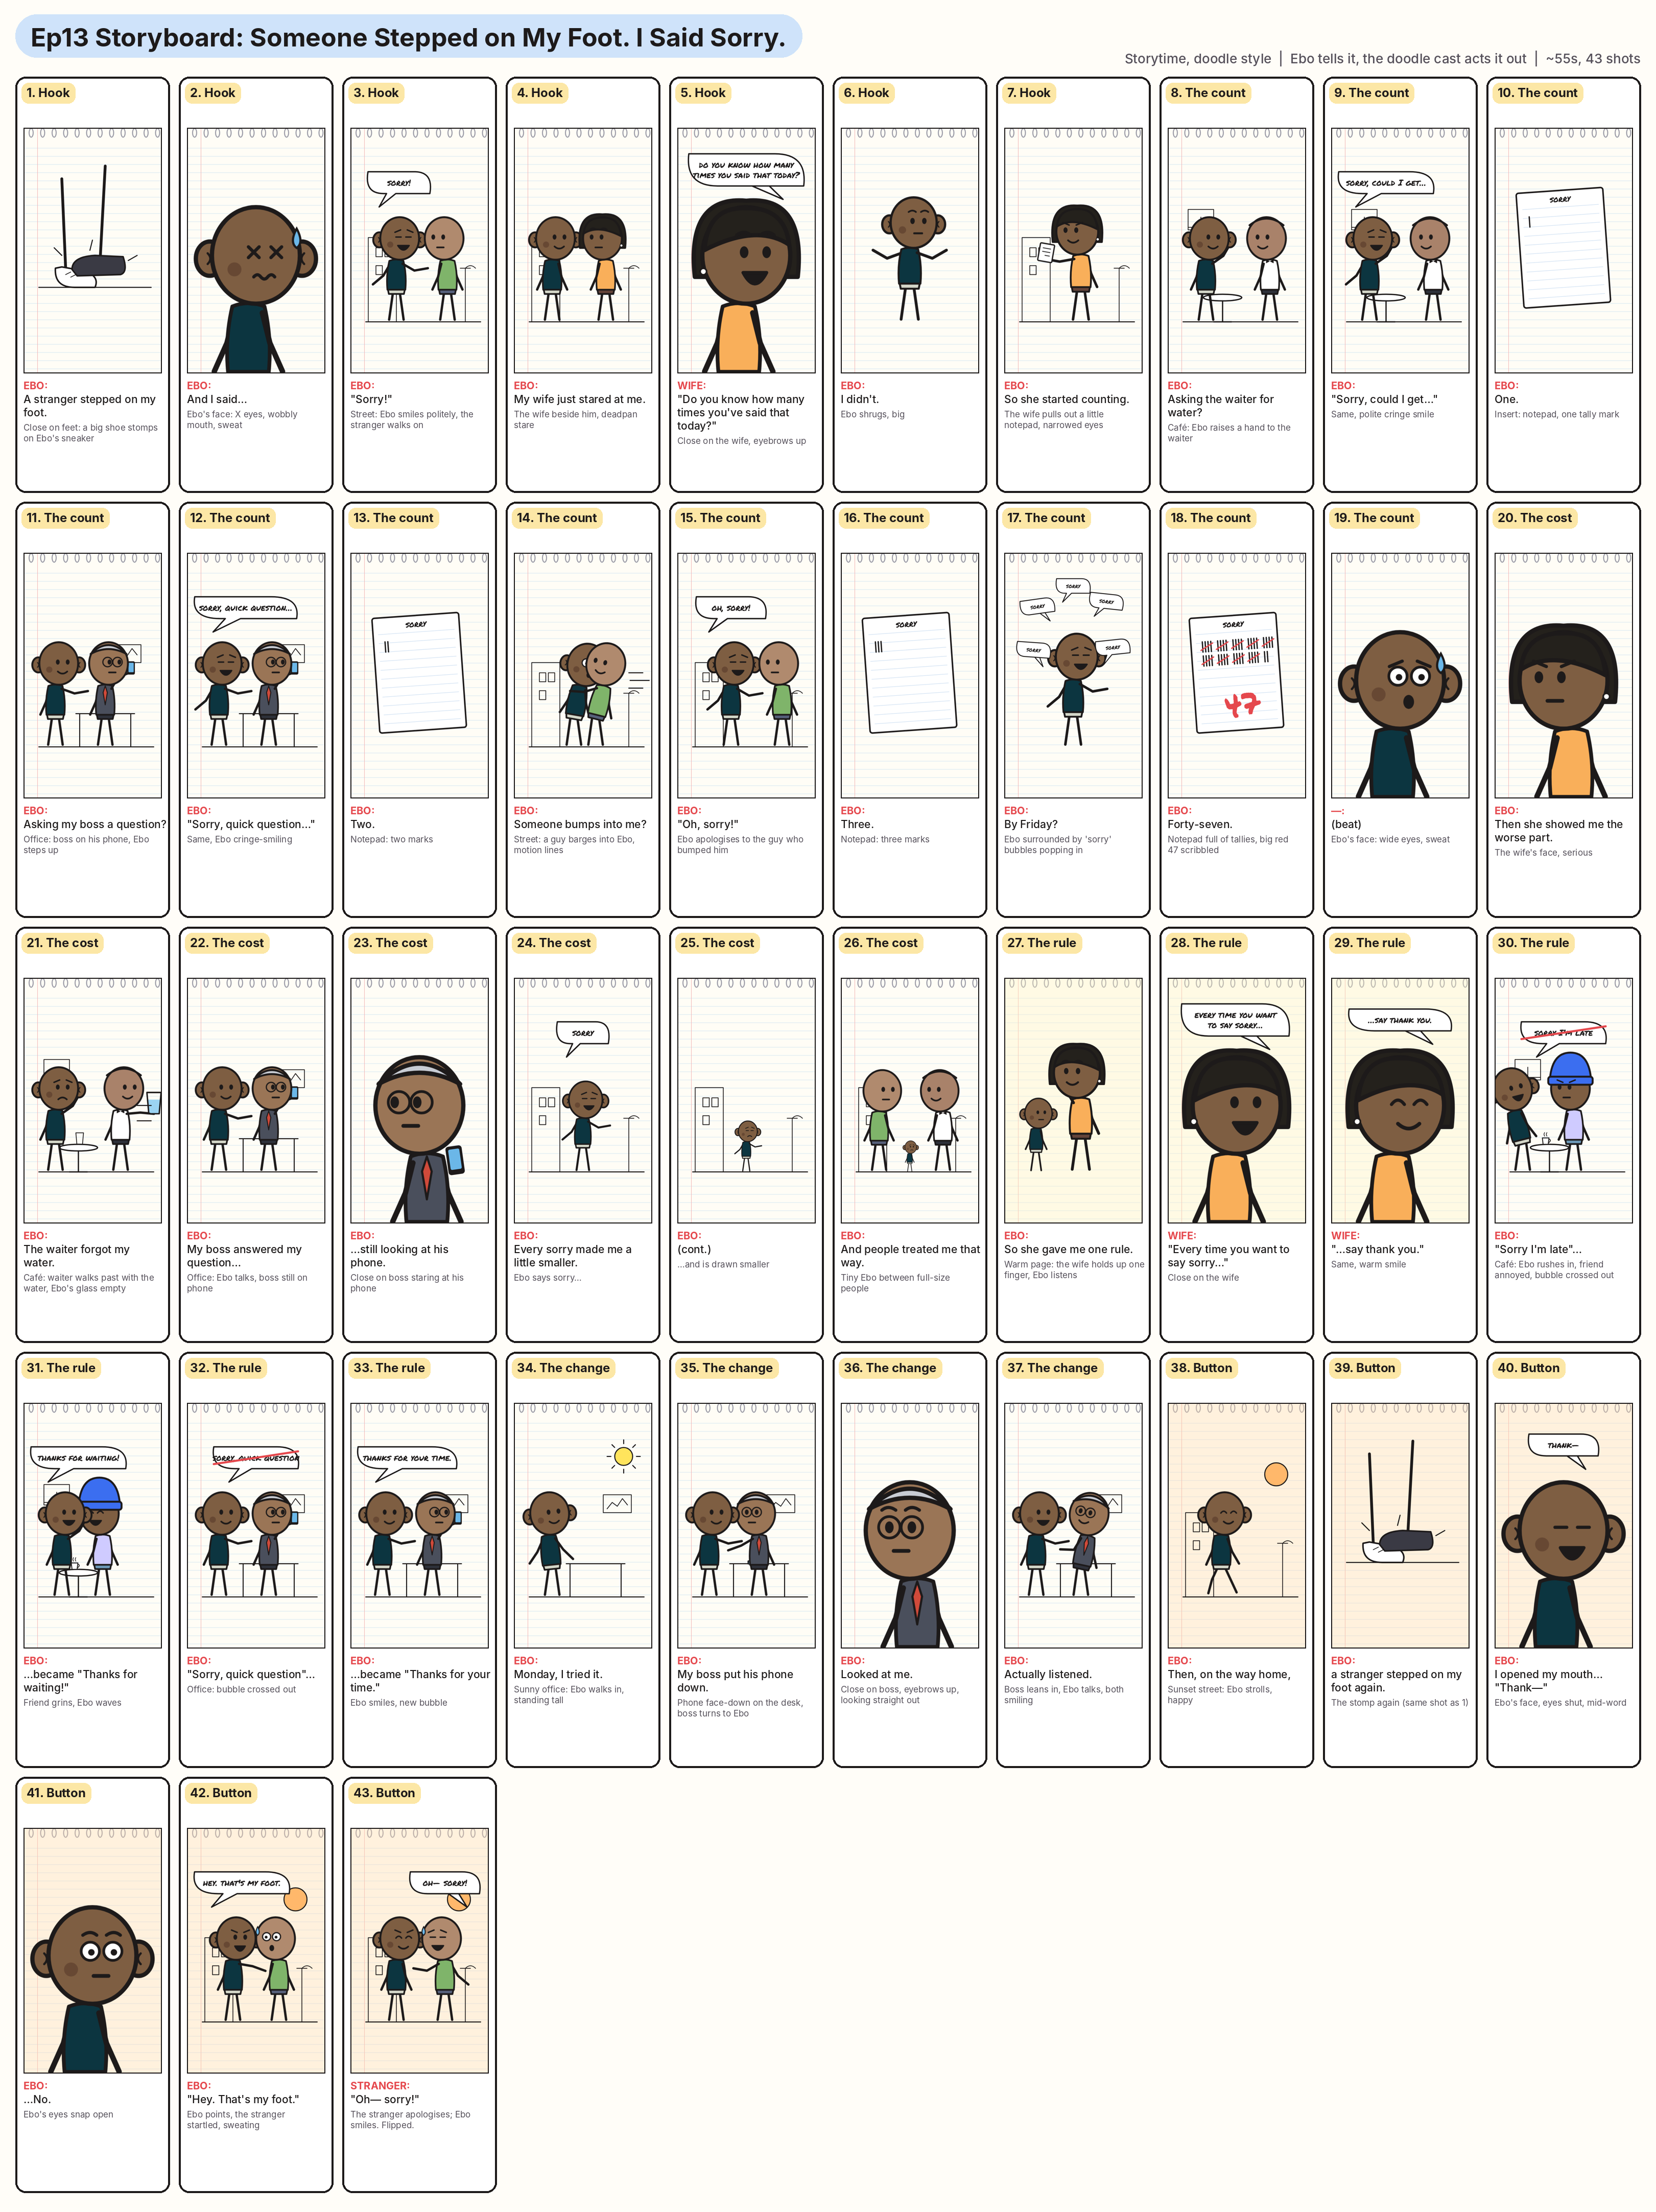 Ep13 Storyboard: Someone Stepped on My Foot. I Said Sorry.
Storytime, doodle style | Ebo tells it, the doodle cast acts it out | ~55s, 43 shots
1. Hook
EBO:
A stranger stepped on my
foot.
Close on feet: a big shoe stomps
on Ebo's sneaker
2. Hook
EBO:
And I said...
Ebo's face: X eyes, wobbly
mouth, sweat
3. Hook
SORRY!
EBO:
"Sorry!"
Street: Ebo smiles politely, the
stranger walks on
4. Hook
EBO:
My wife just stared at me.
The wife beside him, deadpan
stare
5. Hook
DO YOU KNOW HOW MANY
TIMES YOU SAID THAT TODAY?
WIFE:
"Do you know how many
times you've said that
today?"
Close on the wife, eyebrows up
6. Hook
EBO:
I didn't.
Ebo shrugs, big
7. Hook
EBO:
So she started counting.
The wife pulls out a little
notepad, narrowed eyes
8. The count
EBO:
Asking the waiter for
water?
Café: Ebo raises a hand to the
waiter
9. The count
SORRY, COULD I GET...
EBO:
"Sorry, could I get..."
Same, polite cringe smile
10. The count
SORRY
EBO:
One.
Insert: notepad, one tally mark
11. The count
EBO:
Asking my boss a question?
Office: boss on his phone, Ebo
steps up
12. The count
SORRY, QUICK QUESTION...
EBO:
"Sorry, quick question..."
Same, Ebo cringe-smiling
13. The count
SORRY
EBO:
Two.
Notepad: two marks
14. The count
EBO:
Someone bumps into me?
Street: a guy barges into Ebo,
motion lines
15. The count
OH, SORRY!
EBO:
"Oh, sorry!"
Ebo apologises to the guy who
bumped him
16. The count
SORRY
EBO:
Three.
Notepad: three marks
17. The count
SORRY
SORRY
SORRY
SORRY
SORRY
EBO:
By Friday?
Ebo surrounded by 'sorry'
bubbles popping in
18. The count
SORRY
47
EBO:
Forty-seven.
Notepad full of tallies, big red
47 scribbled
19. The count
—:
(beat)
Ebo's face: wide eyes, sweat
20. The cost
EBO:
Then she showed me the
worse part.
The wife's face, serious
21. The cost
EBO:
The waiter forgot my
water.
Café: waiter walks past with the
water, Ebo's glass empty
22. The cost
EBO:
My boss answered my
question...
Office: Ebo talks, boss still on
phone
23. The cost
EBO:
...still looking at his
phone.
Close on boss staring at his
phone
24. The cost
SORRY
EBO:
Every sorry made me a
little smaller.
Ebo says sorry...
25. The cost
EBO:
(cont.)
...and is drawn smaller
26. The cost
EBO:
And people treated me that
way.
Tiny Ebo between full-size
people
27. The rule
EBO:
So she gave me one rule.
Warm page: the wife holds up one
finger, Ebo listens
28. The rule
EVERY TIME YOU WANT
TO SAY SORRY...
WIFE:
"Every time you want to
say sorry..."
Close on the wife
29. The rule
...SAY THANK YOU.
WIFE:
"...say thank you."
Same, warm smile
30. The rule
SORRY I'M LATE
EBO:
"Sorry I'm late"...
Café: Ebo rushes in, friend
annoyed, bubble crossed out
31. The rule
THANKS FOR WAITING!
EBO:
...became "Thanks for
waiting!"
Friend grins, Ebo waves
32. The rule
SORRY, QUICK QUESTION
EBO:
"Sorry, quick question"...
Office: bubble crossed out
33. The rule
THANKS FOR YOUR TIME.
EBO:
...became "Thanks for your
time."
Ebo smiles, new bubble
34. The change
EBO:
Monday, I tried it.
Sunny office: Ebo walks in,
standing tall
35. The change
EBO:
My boss put his phone
down.
Phone face-down on the desk,
boss turns to Ebo
36. The change
EBO:
Looked at me.
Close on boss, eyebrows up,
looking straight out
37. The change
EBO:
Actually listened.
Boss leans in, Ebo talks, both
smiling
38. Button
EBO:
Then, on the way home,
Sunset street: Ebo strolls,
happy
39. Button
EBO:
a stranger stepped on my
foot again.
The stomp again (same shot as 1)
40. Button
THANK—
EBO:
I opened my mouth...
"Thank—"
Ebo's face, eyes shut, mid-word
41. Button
EBO:
...No.
Ebo's eyes snap open
42. Button
HEY. THAT'S MY FOOT.
EBO:
"Hey. That's my foot."
Ebo points, the stranger
startled, sweating
43. Button
OH— SORRY!
STRANGER:
"Oh— sorry!"
The stranger apologises; Ebo
smiles. Flipped.